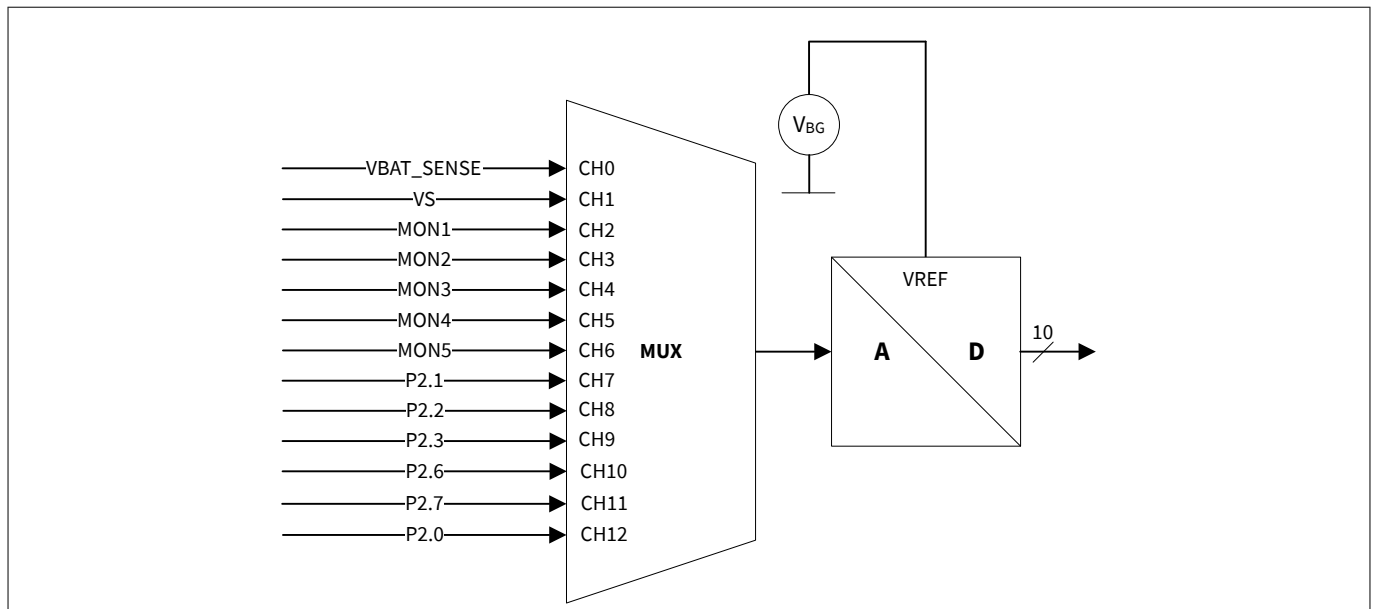 VBG
VBAT_SENSE CH0
VS CH1
MON1 CH2
MON2 CH3
VREF
MON3 CH4
MON4 CH5
10
MON5 CH6 MUX A D
P2.1 CH7
P2.2 CH8
P2.3 CH9
P2.6 CH10
P2.7 CH11
P2.0 CH12